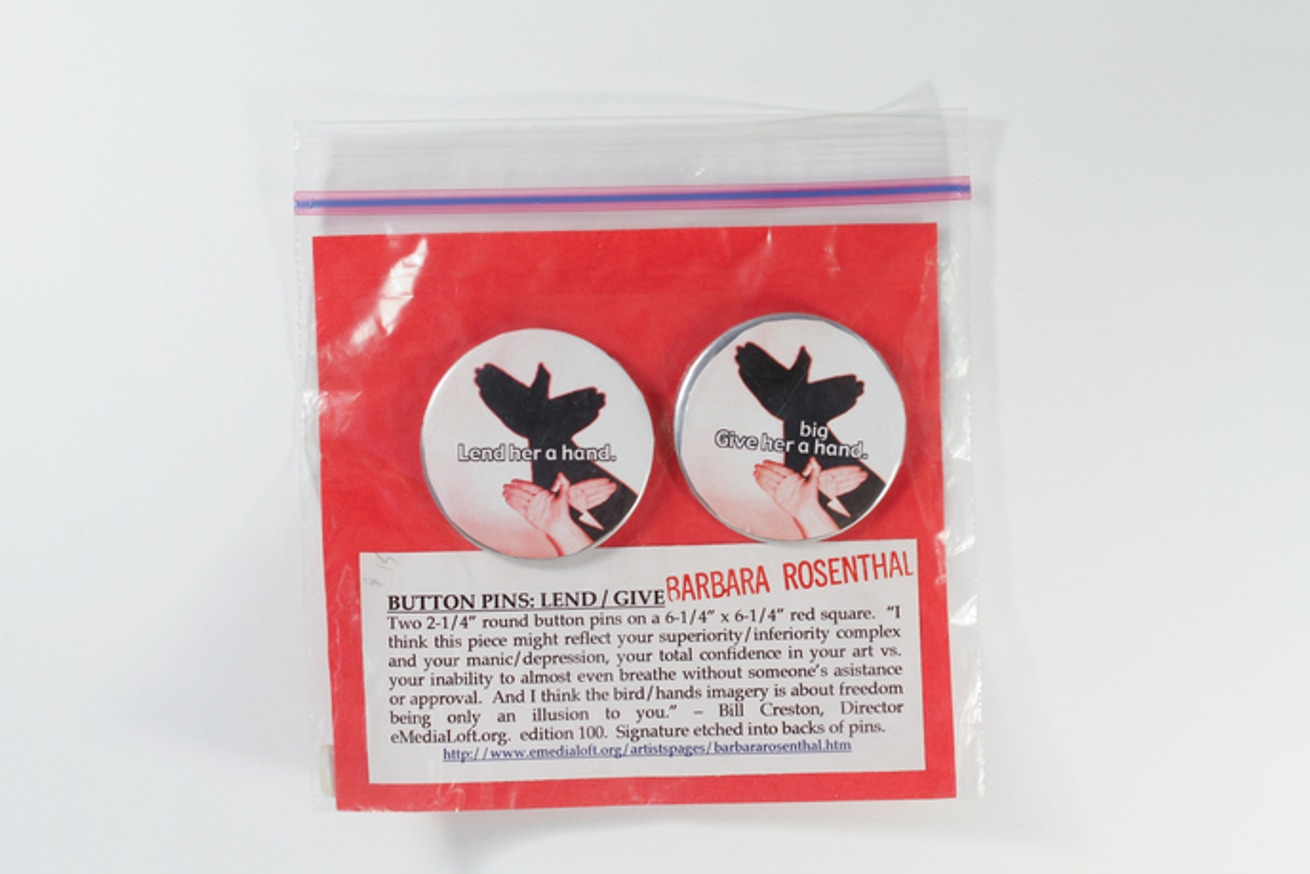 Lend her a hand.
big
Give her a hand.
BARBARA ROSENTHAL
BUTTON PINS: LEND / GIVE
Two 2-1/4” round button pins on a 6-1/4” x 6-1/4” red square. “I
think this piece might reflect your superiority/inferiority complex
and your manic/depression, your total confidence in your art vs.
your inability to almost even breathe without someone’s asistance
or approval. And I think the bird/hands imagery is about freedom
being only an illusion to you.” – Bill Creston, Director
eMediaLoft.org. edition 100. Signature etched into backs of pins.
http://www.emedialoft.org/artistspages/barbararosenthal.htm